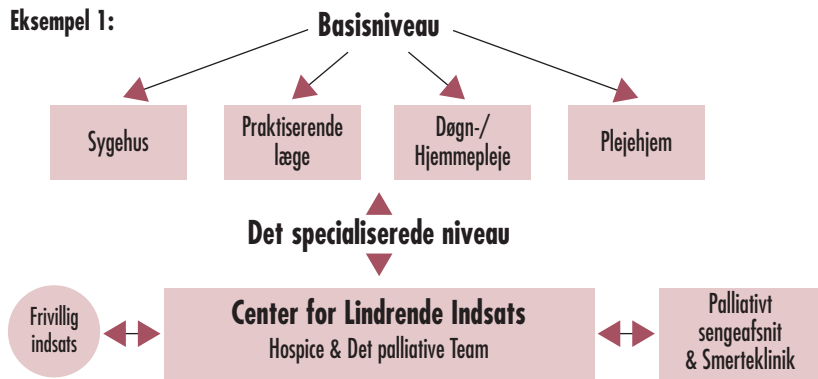 Eksempel 1:
Basisniveau
Sygehus
Praktiserende
læge
Døgn-/
Hjemmepleje
Plejehjem
Det specialiserede niveau
Frivillig
indsats
Center for Lindrende Indsats
Hospice & Det palliative Team
Palliativt
sengeafsnit
& Smerteklinik